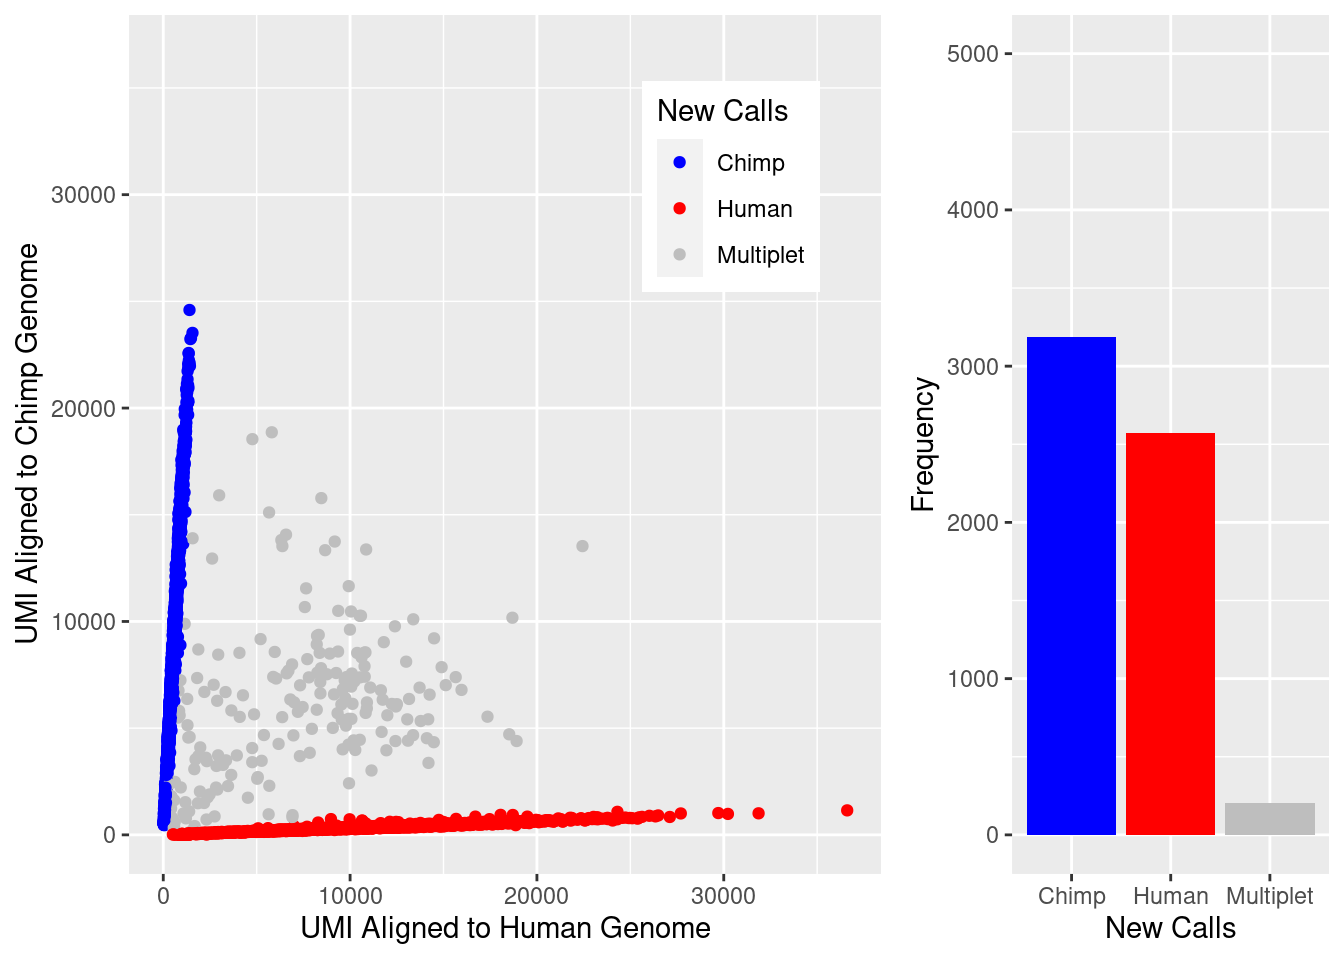 UMI Aligned to Chimp Genome
30000
20000
10000
0
0
10000
20000
30000
UMI Aligned to Human Genome
New Calls
Chimp
Human
Multiplet
Frequency
5000
4000
3000
2000
1000
0
Chimp
Human
Multiplet
New Calls